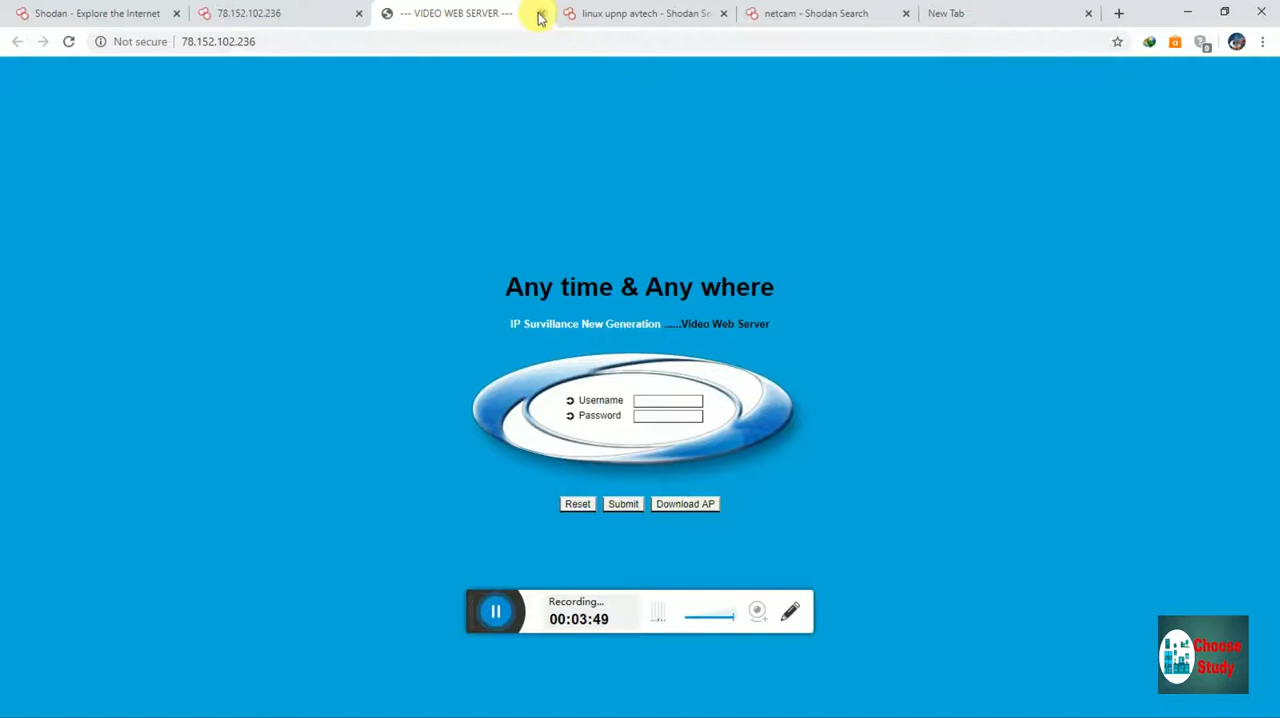 Shodan - Explore the Internet
78.152.102.236
--- VIDEO WEB SERVER ---
linux upnp avtech - Shodan Se
netcam - Shodan Search
New Tab
Not secure
78.152.102.236
Any time & Any where
IP Survillance New Generation ......Video Web Server
Username
Password
Reset
Submit
Download AP
Recording...
00:03:49
Choose
Study